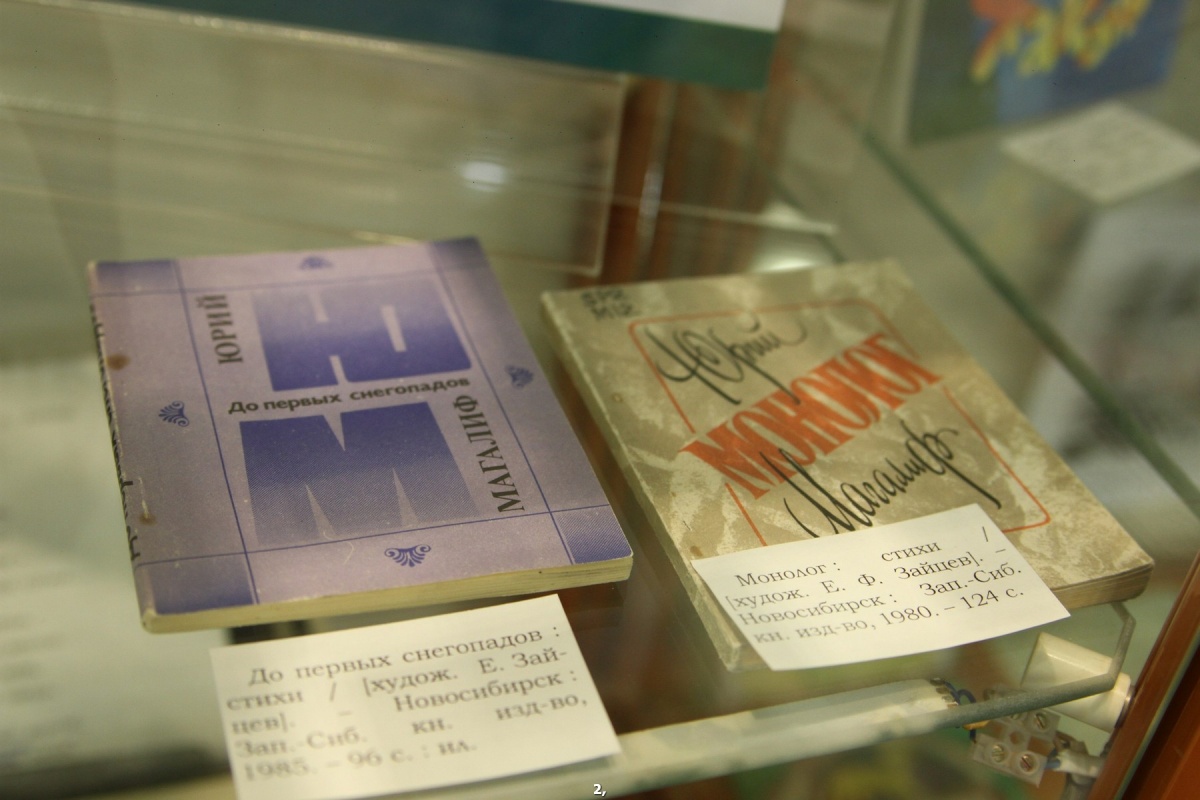 ЮРИЙ
Ю
До первых снегопадов
М
МАГАЛИФ
До первых снегопадов :
стихи / [худож. Е. Зай-
цев]. – Новосибирск :
Зап.-Сиб. кн. изд-во,
1985. – 96 с. : ил.
Юрий
МОНОЛОГ
Магалиф
Монолог : стихи /
[худож. Е. Ф. Зайцев]. –
Новосибирск : Зап.-Сиб.
кн. изд-во, 1980. – 124 с.
2,